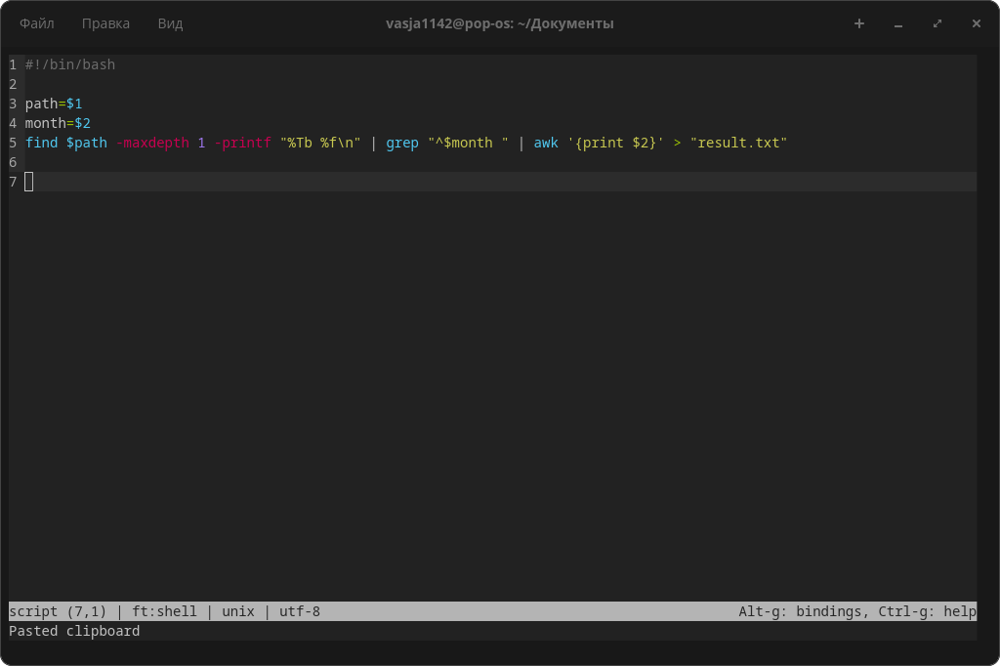 Файл Правка Вид vasja1142@pop-os: ~/Документы
1 #!/bin/bash
2
3 path=$1
4 month=$2
5 find $path -maxdepth 1 -printf "%Tb %f\n" | grep "^$month " | awk '{print $2}' > "result.txt"
6
7
script (7,1) | ft:shell | unix | utf-8 Alt-g: bindings, Ctrl-g: help
Pasted clipboard